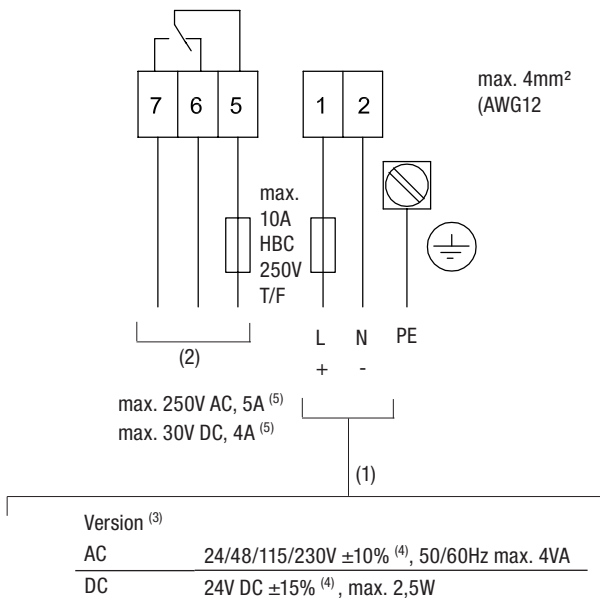 7 6 5 1 2
max. 4mm²
(AWG12
max.
10A
HBC
250V
T/F
L N PE
+ -
(2)
max. 250V AC, 5A (5)
max. 30V DC, 4A (5)
(1)
Version (3)
AC 24/48/115/230V ±10% (4), 50/60Hz max. 4VA
DC 24V DC ±15% (4) , max. 2,5W